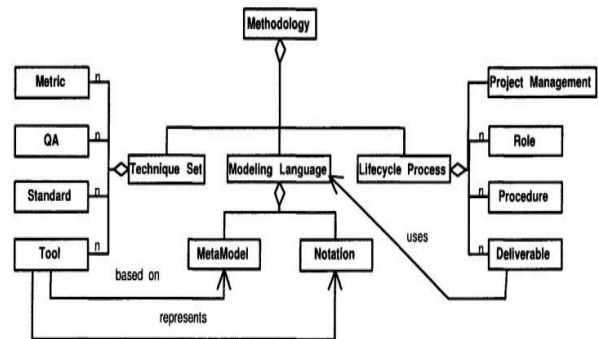 Methodology
Metric
n
Project Management
QA
n
n
Role
Technique Set
Modeling Language
Lifecycle Process
Standard
n
n
Procedure
uses
Tool
n
MetaModel
Notation
n
Deliverable
based on
represents